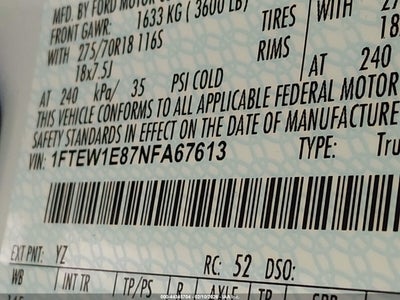 MFD. BY FORD MOTOR
FRONT GAWR: 1633 KG ( 3600 LB) TIRES
WITH 275/70R18 116S WITH
18x7.5J RIMS
AT 240 kPa/ 35 PSI COLD AT 240
THIS VEHICLE CONFORMS TO ALL APPLICABLE FEDERAL MOTOR
SAFETY STANDARDS IN EFFECT ON THE DATE OF MANUFACTURE
VIN: 1FTEW1E87NFA67613 TYPE: Tru
EXT PNT: YZ RC: 52 DSO:
WB INT TR TP/PS R AXLE